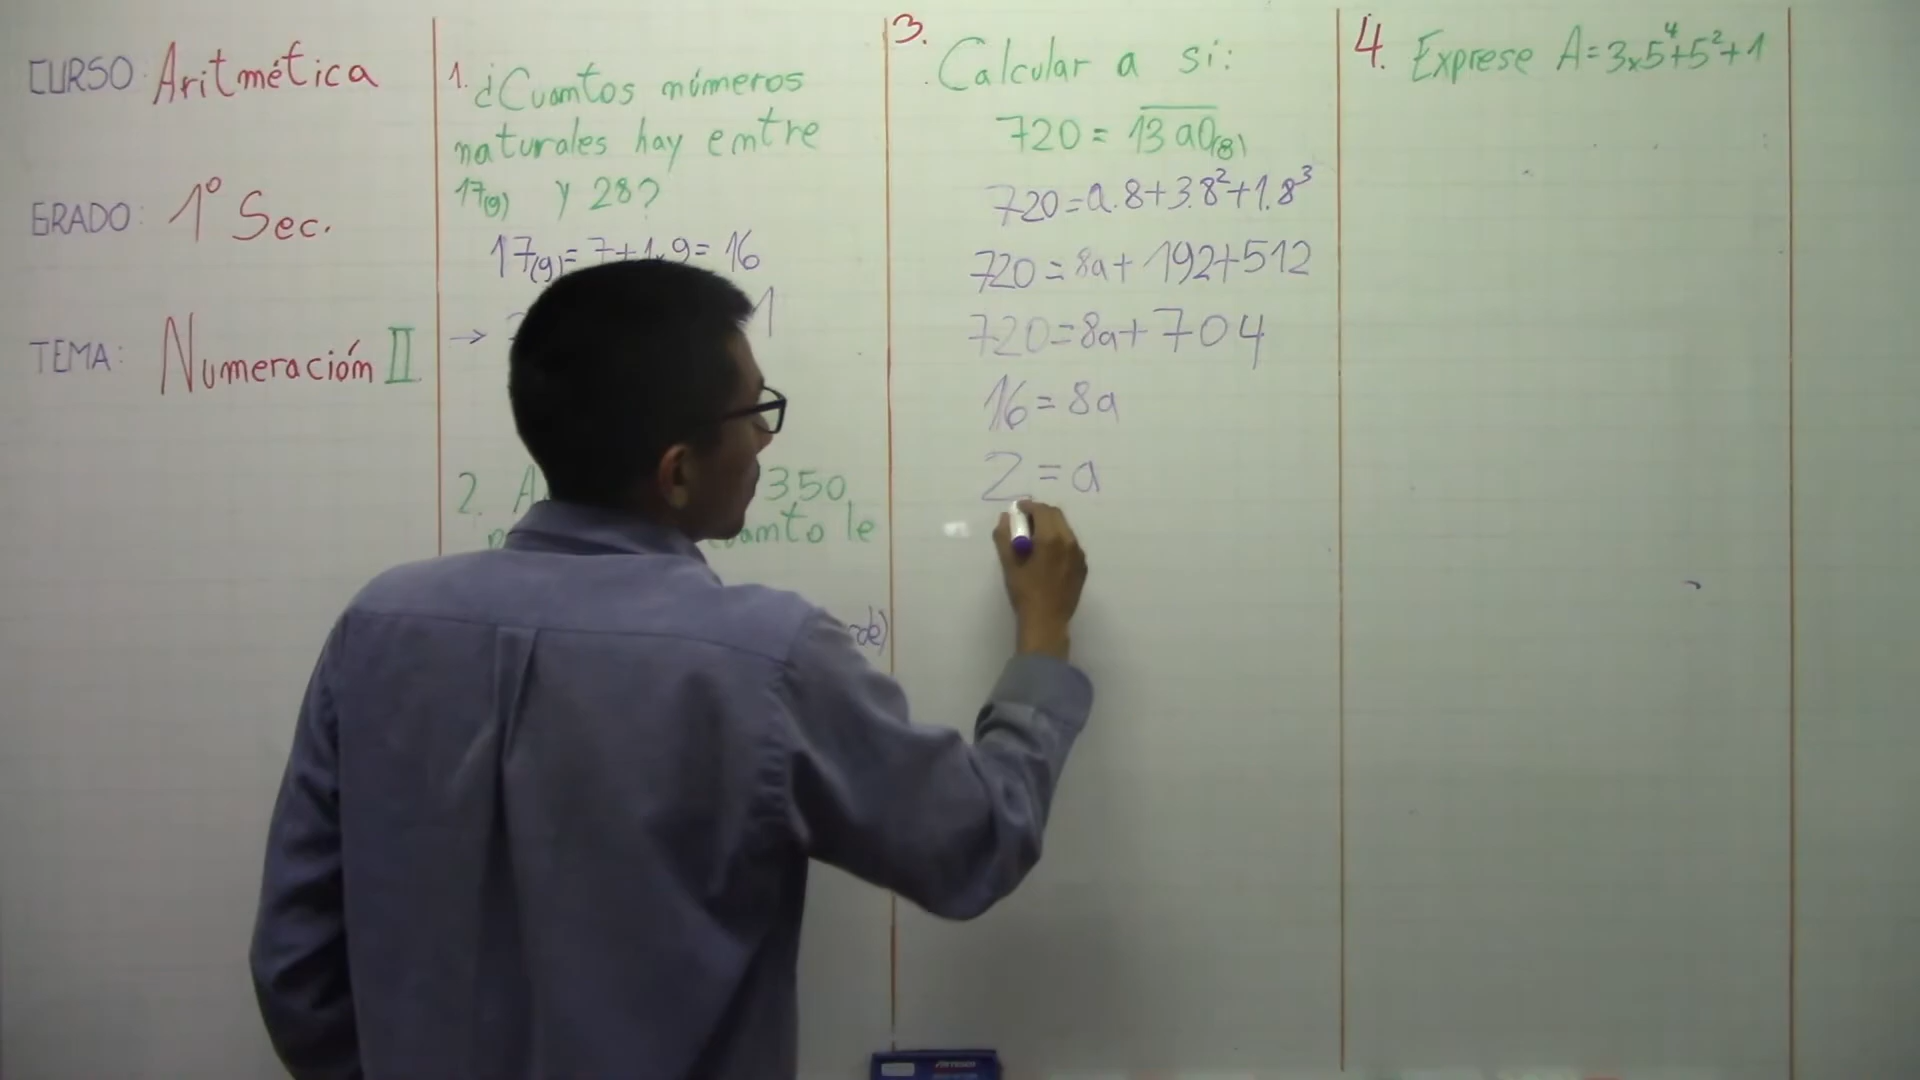 CURSO: Aritmética
GRADO: 1° Sec.
TEMA: Numeración II
1. ¿Cuantos números
naturales hay entre
17(9) y 28?
17(9)= 7+1x9= 16
→
2.
350
le
3.
Calcular a si:
720 = 13a0(8)
720=a.8+3.8²+1.8³
720=8a+192+512
720=8a+704
16=8a
2=a
4. Exprese A=3x5⁴+5²+1